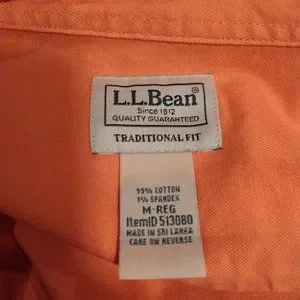 L.L.Bean®
Since 1912
QUALITY GUARANTEED
TRADITIONAL FIT
99% COTTON
1% SPANDEX
M-REG
ItemID 513080
MADE IN SRI LANKA
CARE ON REVERSE